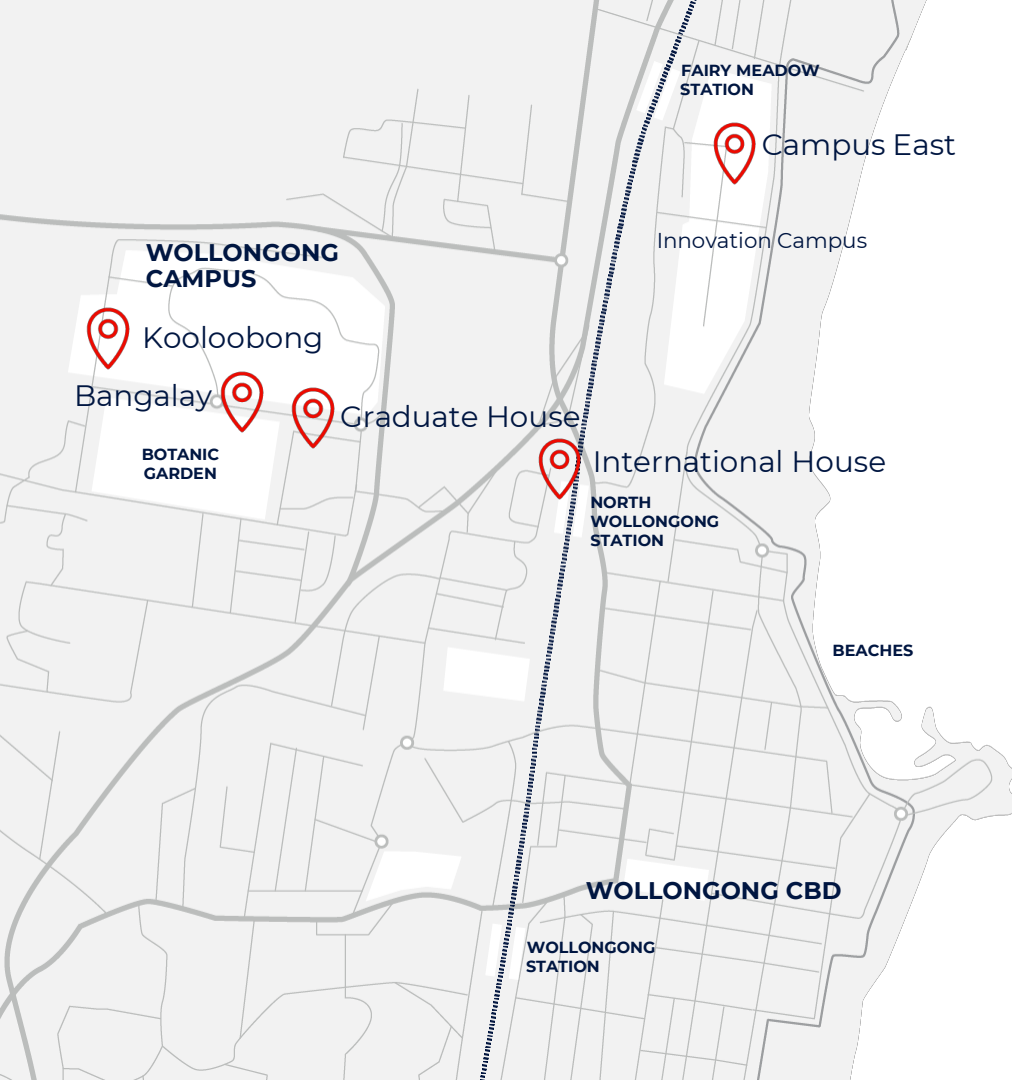 FAIRY MEADOW
STATION
Campus East
Innovation Campus
WOLLONGONG
CAMPUS
Kooloobong
Bangalay
Graduate House
BOTANIC
GARDEN
International House
NORTH
WOLLONGONG
STATION
BEACHES
WOLLONGONG CBD
WOLLONGONG
STATION